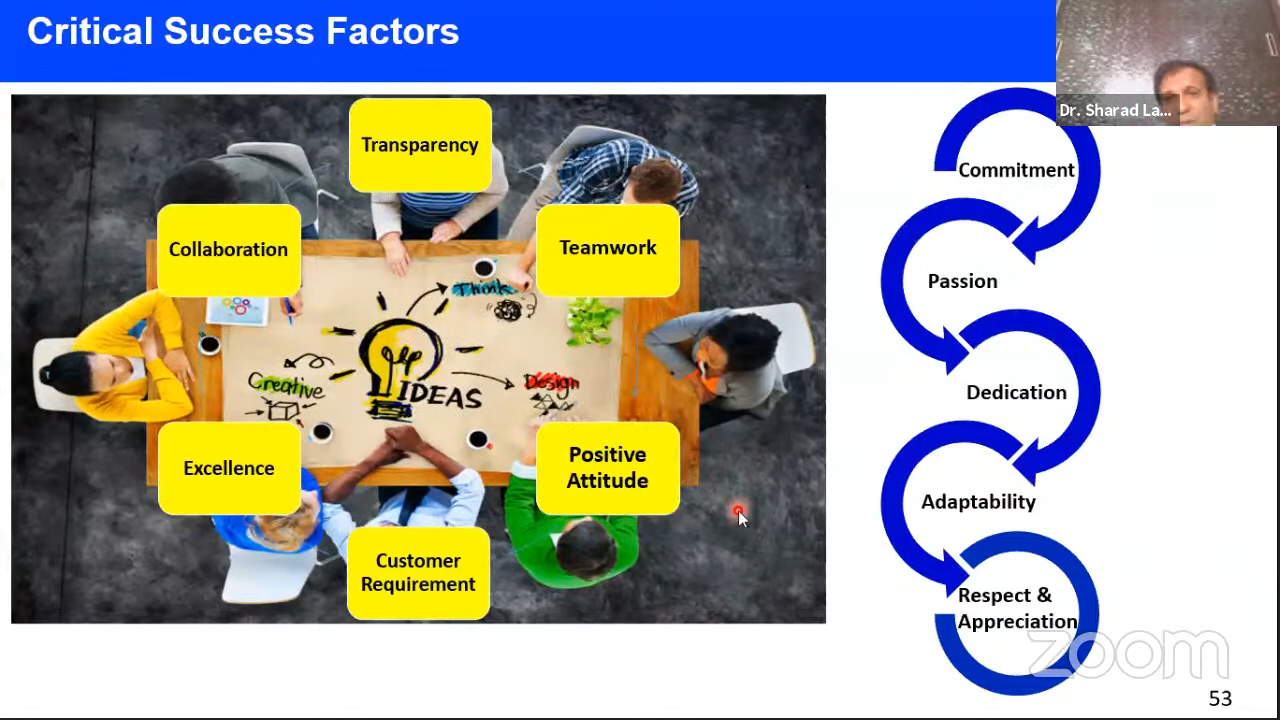 Critical Success Factors
Dr. Sharad La...
Transparency
Collaboration
Teamwork
Think
Creative
IDEAS
Design
Excellence
Positive
Attitude
Customer
Requirement
Commitment
Passion
Dedication
Adaptability
Respect &
Appreciation
zoom
53